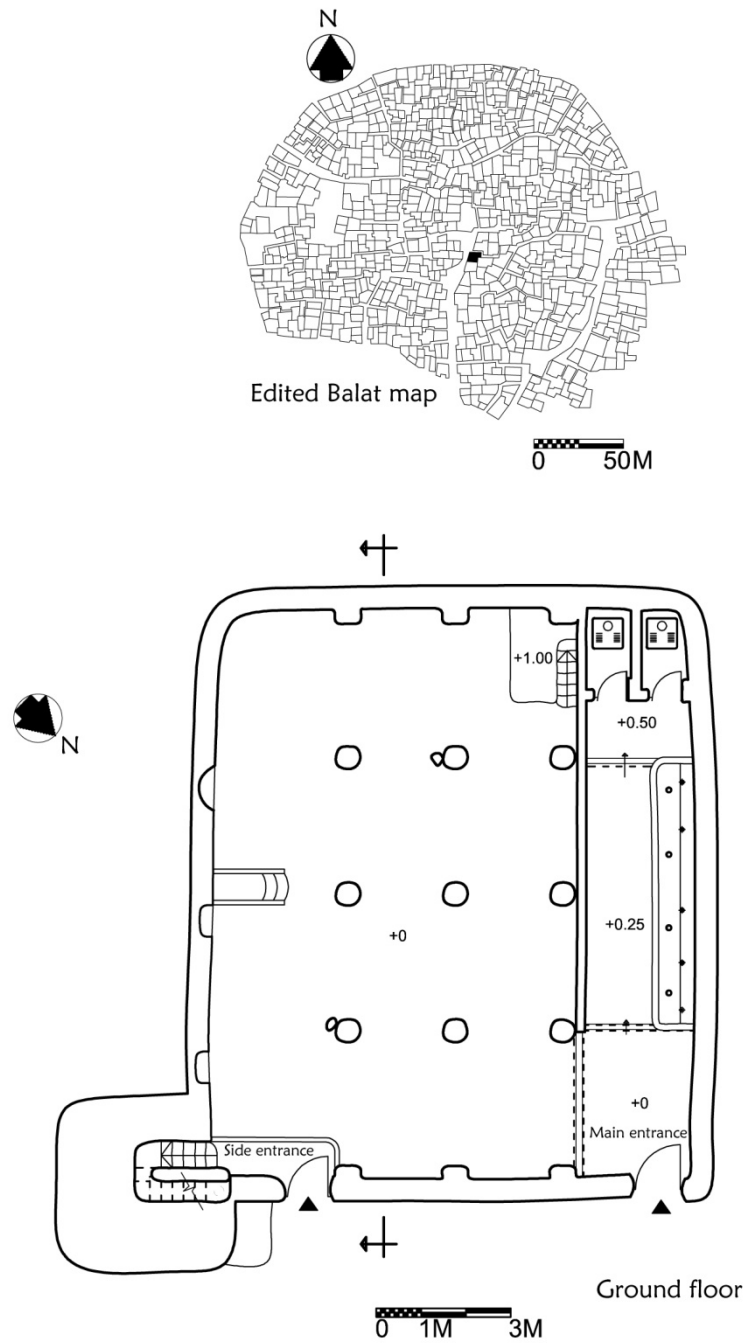 N
Edited Balat map
0 50M
+1.00
+0.50
N
+0.25
+0
+0
Main entrance
Side entrance
Ground floor
0 1M 3M